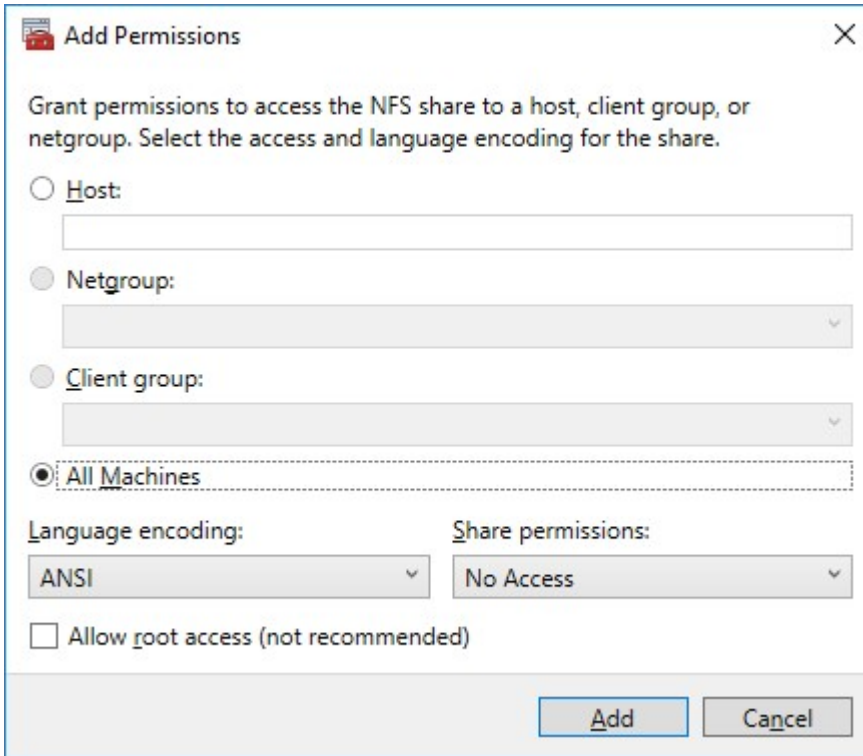 Add Permissions
Grant permissions to access the NFS share to a host, client group, or
netgroup. Select the access and language encoding for the share.
Host:
Netgroup:
Client group:
All Machines
Language encoding:
Share permissions:
ANSI
No Access
Allow root access (not recommended)
Add
Cancel